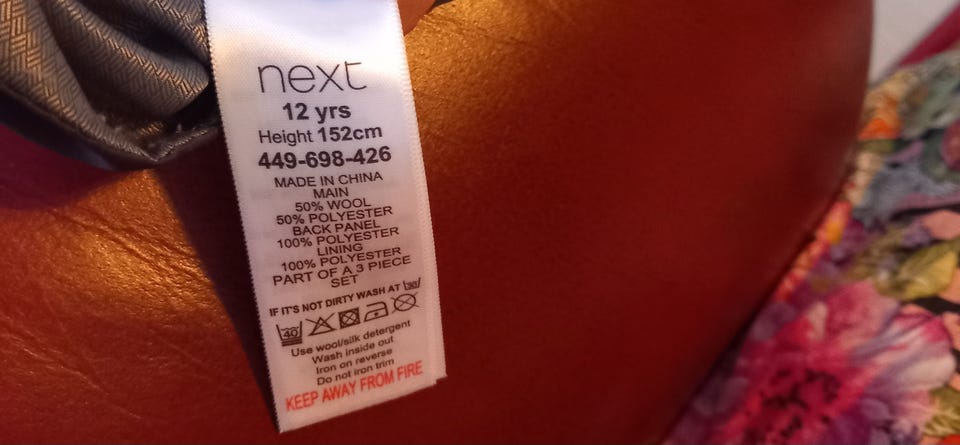 next
12 yrs
Height 152cm
449-698-426
MADE IN CHINA
MAIN
50% WOOL
50% POLYESTER
BACK PANEL
100% POLYESTER
LINING
100% POLYESTER
PART OF A 3 PIECE
SET
IF IT'S NOT DIRTY WASH AT 30
40
Use wool/silk detergent
Wash inside out
Iron on reverse
Do not iron trim
KEEP AWAY FROM FIRE